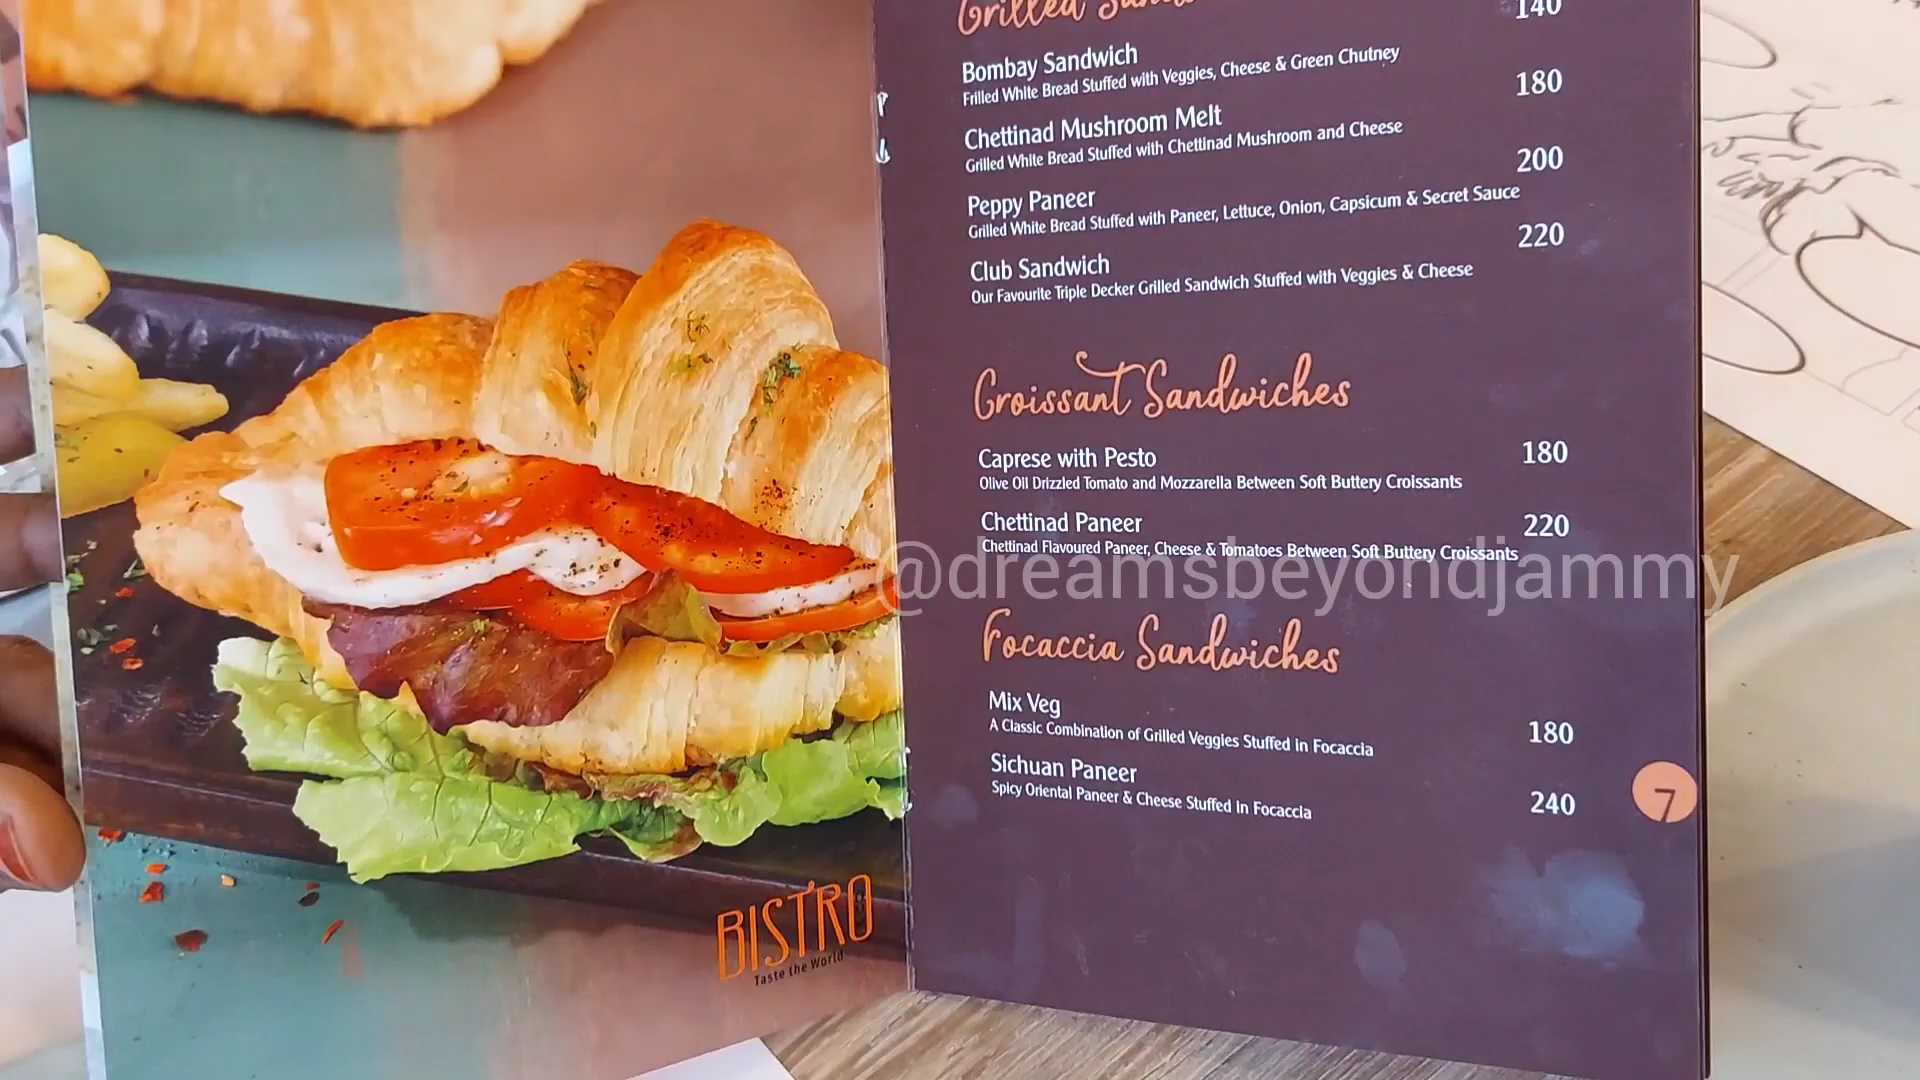 Grilled
140
Bombay Sandwich
Frilled White Bread Stuffed with Veggies, Cheese & Green Chutney
180
Chettinad Mushroom Melt
Grilled White Bread Stuffed with Chettinad Mushroom and Cheese
200
Peppy Paneer
Grilled White Bread Stuffed with Paneer, Lettuce, Onion, Capsicum & Secret Sauce
220
Club Sandwich
Our Favourite Triple Decker Grilled Sandwich Stuffed with Veggies & Cheese
Croissant Sandwiches
Caprese with Pesto 180
Olive Oil Drizzled Tomato and Mozzarella Between Soft Buttery Croissants
Chettinad Paneer 220
Chettinad Flavoured Paneer, Cheese & Tomatoes Between Soft Buttery Croissants
@dreamsbeyondjammy
Focaccia Sandwiches
Mix Veg
A Classic Combination of Grilled Veggies Stuffed in Focaccia 180
Sichuan Paneer
Spicy Oriental Paneer & Cheese Stuffed in Focaccia 240
7
BISTRO
Taste the World